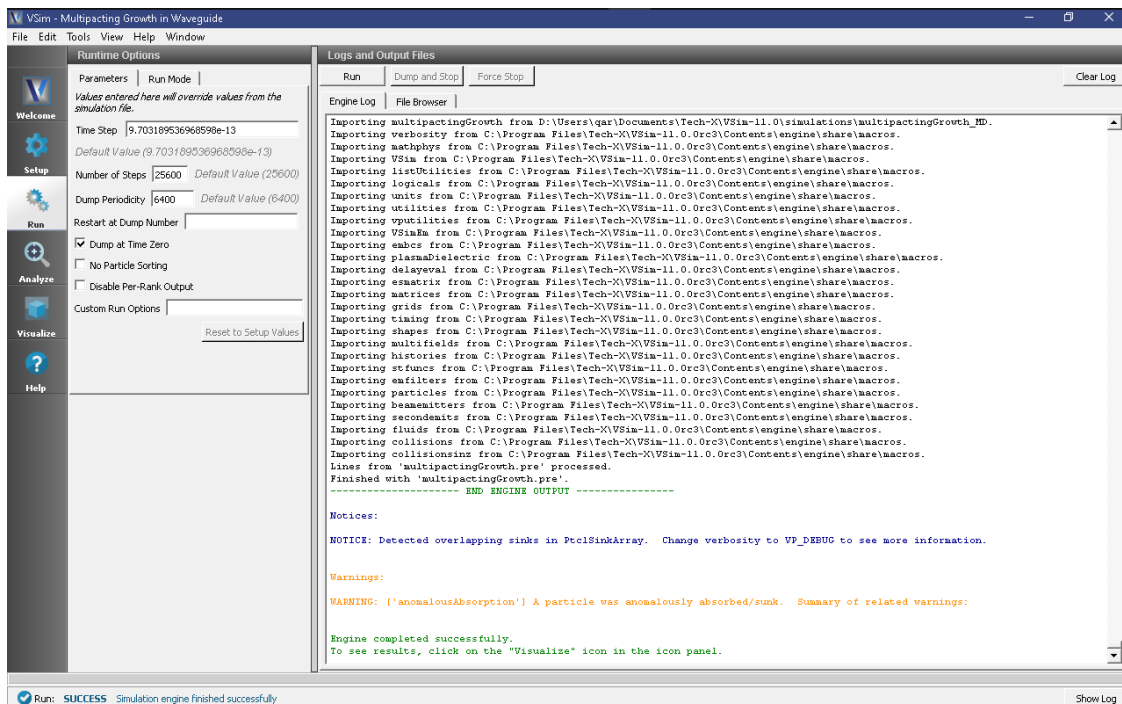 VSim - Multipacting Growth in Waveguide
File Edit Tools View Help Window
Welcome
Setup
Run
Analyze
Visualize
Help
Runtime Options
Parameters Run Mode
Values entered here will override values from the
simulation file.
Time Step 9.703189536968598e-13
Default Value (9.703189536968598e-13)
Number of Steps 25600 Default Value (25600)
Dump Periodicity 6400 Default Value (6400)
Restart at Dump Number
Dump at Time Zero
No Particle Sorting
Disable Per-Rank Output
Custom Run Options
Reset to Setup Values
Logs and Output Files
Run Dump and Stop Force Stop Clear Log
Engine Log File Browser
Importing multipactingGrowth from D:\Users\qar\Documents\Tech-X\VSim-11.0\simulations\multipactingGrowth_MD.
Importing verbosity from C:\Program Files\Tech-X\VSim-11.0.0rc3\Contents\engine\share\macros.
Importing mathphys from C:\Program Files\Tech-X\VSim-11.0.0rc3\Contents\engine\share\macros.
Importing VSim from C:\Program Files\Tech-X\VSim-11.0.0rc3\Contents\engine\share\macros.
Importing listUtilities from C:\Program Files\Tech-X\VSim-11.0.0rc3\Contents\engine\share\macros.
Importing logicals from C:\Program Files\Tech-X\VSim-11.0.0rc3\Contents\engine\share\macros.
Importing units from C:\Program Files\Tech-X\VSim-11.0.0rc3\Contents\engine\share\macros.
Importing utilities from C:\Program Files\Tech-X\VSim-11.0.0rc3\Contents\engine\share\macros.
Importing vputilities from C:\Program Files\Tech-X\VSim-11.0.0rc3\Contents\engine\share\macros.
Importing VSimEm from C:\Program Files\Tech-X\VSim-11.0.0rc3\Contents\engine\share\macros.
Importing embcs from C:\Program Files\Tech-X\VSim-11.0.0rc3\Contents\engine\share\macros.
Importing plasmaDielectric from C:\Program Files\Tech-X\VSim-11.0.0rc3\Contents\engine\share\macros.
Importing delayeval from C:\Program Files\Tech-X\VSim-11.0.0rc3\Contents\engine\share\macros.
Importing esmatrix from C:\Program Files\Tech-X\VSim-11.0.0rc3\Contents\engine\share\macros.
Importing matrices from C:\Program Files\Tech-X\VSim-11.0.0rc3\Contents\engine\share\macros.
Importing grids from C:\Program Files\Tech-X\VSim-11.0.0rc3\Contents\engine\share\macros.
Importing timing from C:\Program Files\Tech-X\VSim-11.0.0rc3\Contents\engine\share\macros.
Importing shapes from C:\Program Files\Tech-X\VSim-11.0.0rc3\Contents\engine\share\macros.
Importing multifields from C:\Program Files\Tech-X\VSim-11.0.0rc3\Contents\engine\share\macros.
Importing histories from C:\Program Files\Tech-X\VSim-11.0.0rc3\Contents\engine\share\macros.
Importing stfuncs from C:\Program Files\Tech-X\VSim-11.0.0rc3\Contents\engine\share\macros.
Importing emfilters from C:\Program Files\Tech-X\VSim-11.0.0rc3\Contents\engine\share\macros.
Importing particles from C:\Program Files\Tech-X\VSim-11.0.0rc3\Contents\engine\share\macros.
Importing beamemitters from C:\Program Files\Tech-X\VSim-11.0.0rc3\Contents\engine\share\macros.
Importing secondemits from C:\Program Files\Tech-X\VSim-11.0.0rc3\Contents\engine\share\macros.
Importing fluids from C:\Program Files\Tech-X\VSim-11.0.0rc3\Contents\engine\share\macros.
Importing collisions from C:\Program Files\Tech-X\VSim-11.0.0rc3\Contents\engine\share\macros.
Importing collisionsinz from C:\Program Files\Tech-X\VSim-11.0.0rc3\Contents\engine\share\macros.
Lines from 'multipactingGrowth.pre' processed.
Finished with 'multipactingGrowth.pre'.
--------------------- END ENGINE OUTPUT ----------------
Notices:
NOTICE: Detected overlapping sinks in PtclSinkArray. Change verbosity to VP_DEBUG to see more information.
Warnings:
WARNING: ['anomalousAbsorption'] A particle was anomalously absorbed/sunk. Summary of related warnings:
Engine completed successfully.
To see results, click on the "Visualize" icon in the icon panel.
Run: SUCCESS Simulation engine finished successfully Show Log